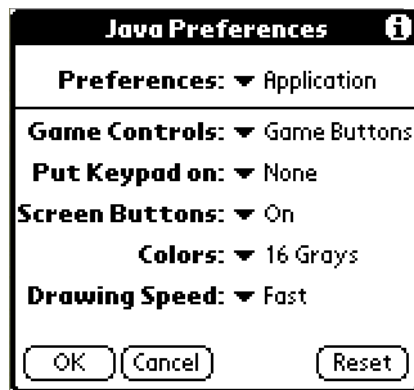 Java Preferences i
Preferences: Application
Game Controls: Game Buttons
Put Keypad on: None
Screen Buttons: On
Colors: 16 Grays
Drawing Speed: Fast
OK Cancel Reset